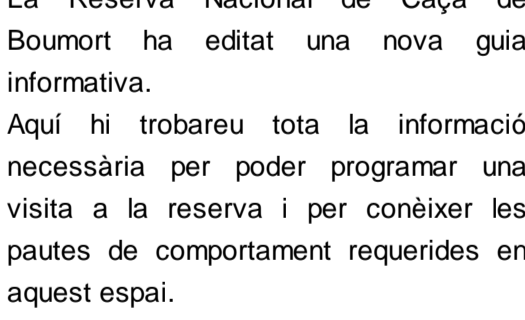 La Reserva Nacional de Caça de
Boumort ha editat una nova guia
informativa.
Aquí hi trobareu tota la informació
necessària per poder programar una
visita a la reserva i per conèixer les
pautes de comportament requerides en
aquest espai.